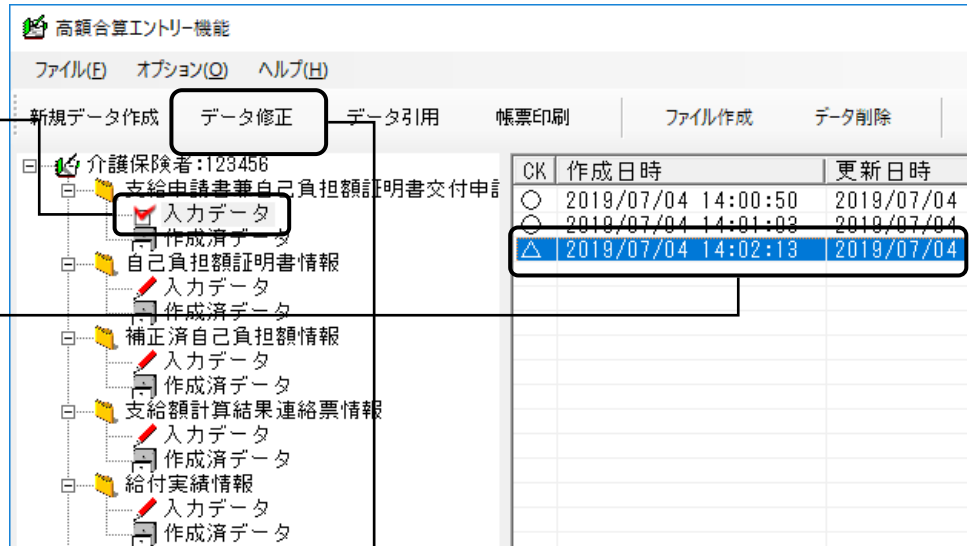 高額合算エントリー機能
ファイル(F) オプション(O) ヘルプ(H)
新規データ作成 データ修正 データ引用 帳票印刷 ファイル作成 データ削除
介護保険者:123456
支給申請書兼自己負担額証明書交付申請
入力データ
作成済データ
自己負担額証明書情報
入力データ
作成済データ
補正済自己負担額情報
入力データ
作成済データ
支給額計算結果連絡票情報
入力データ
作成済データ
給付実績情報
入力データ
作成済データ
CK 作成日時 更新日時
○ 2019/07/04 14:00:50 2019/07/04
○ 2019/07/04 14:01:03 2019/07/04
△ 2019/07/04 14:02:13 2019/07/04